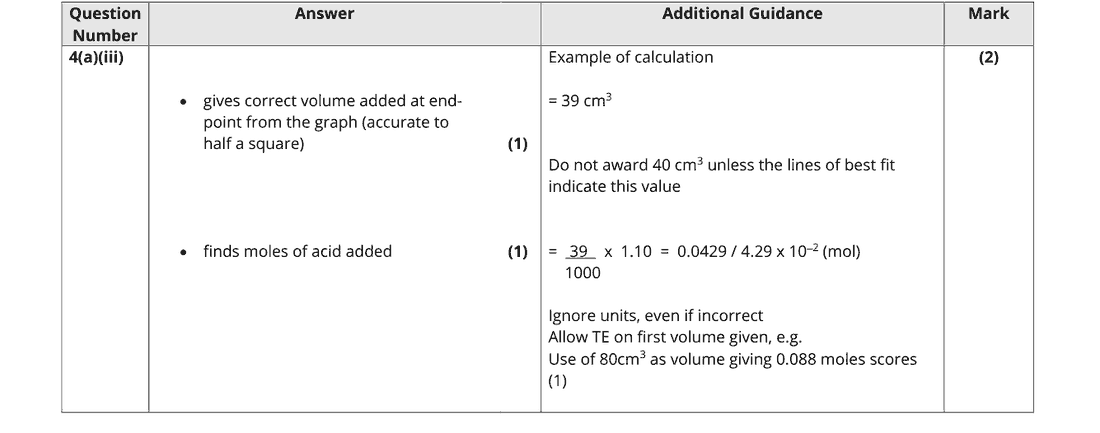 Question Number
Answer
Additional Guidance
Mark
4(a)(iii)
Example of calculation
(2)
• gives correct volume added at end-
point from the graph (accurate to
half a square)
(1)
= 39 cm³
Do not award 40 cm³ unless the lines of best fit
indicate this value
• finds moles of acid added
(1)
= 39 x 1.10 = 0.0429 / 4.29 x 10⁻² (mol)
1000
Ignore units, even if incorrect
Allow TE on first volume given, e.g.
Use of 80cm³ as volume giving 0.088 moles scores
(1)